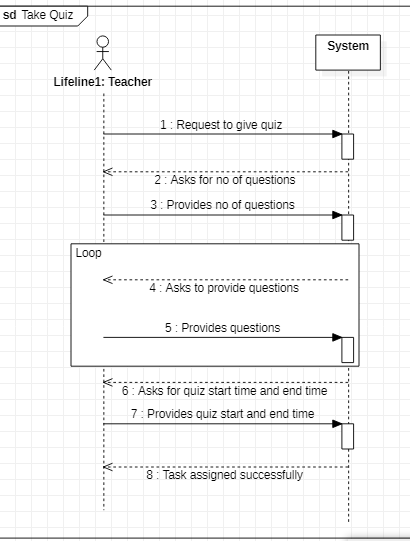 sd Take Quiz
System
Lifeline1: Teacher
1 : Request to give quiz
2 : Asks for no of questions
3 : Provides no of questions
Loop
4 : Asks to provide questions
5 : Provides questions
6 : Asks for quiz start time and end time
7 : Provides quiz start and end time
8 : Task assigned successfully